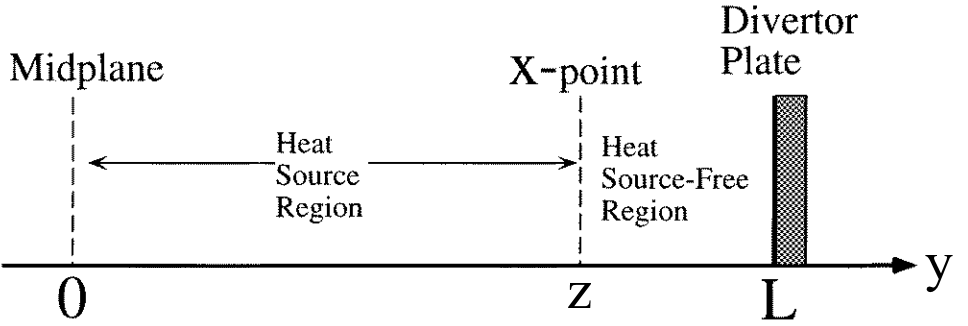 Midplane
X-point
Divertor
Plate
Heat
Source
Region
Heat
Source-Free
Region
0
z
L
y